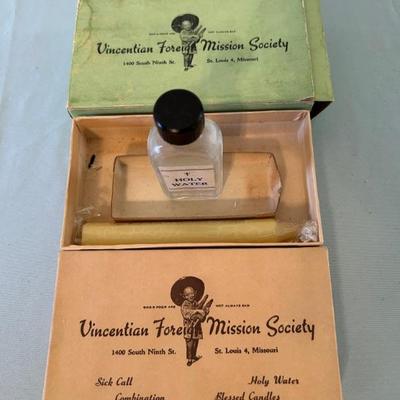 Vincentian Foreign Mission Society
1400 South Ninth St. St. Louis 4, Missouri
HOLY
WATER
Vincentian Foreign Mission Society
1400 South Ninth St. St. Louis 4, Missouri
Sick Call Holy Water
Combination Blessed Candles